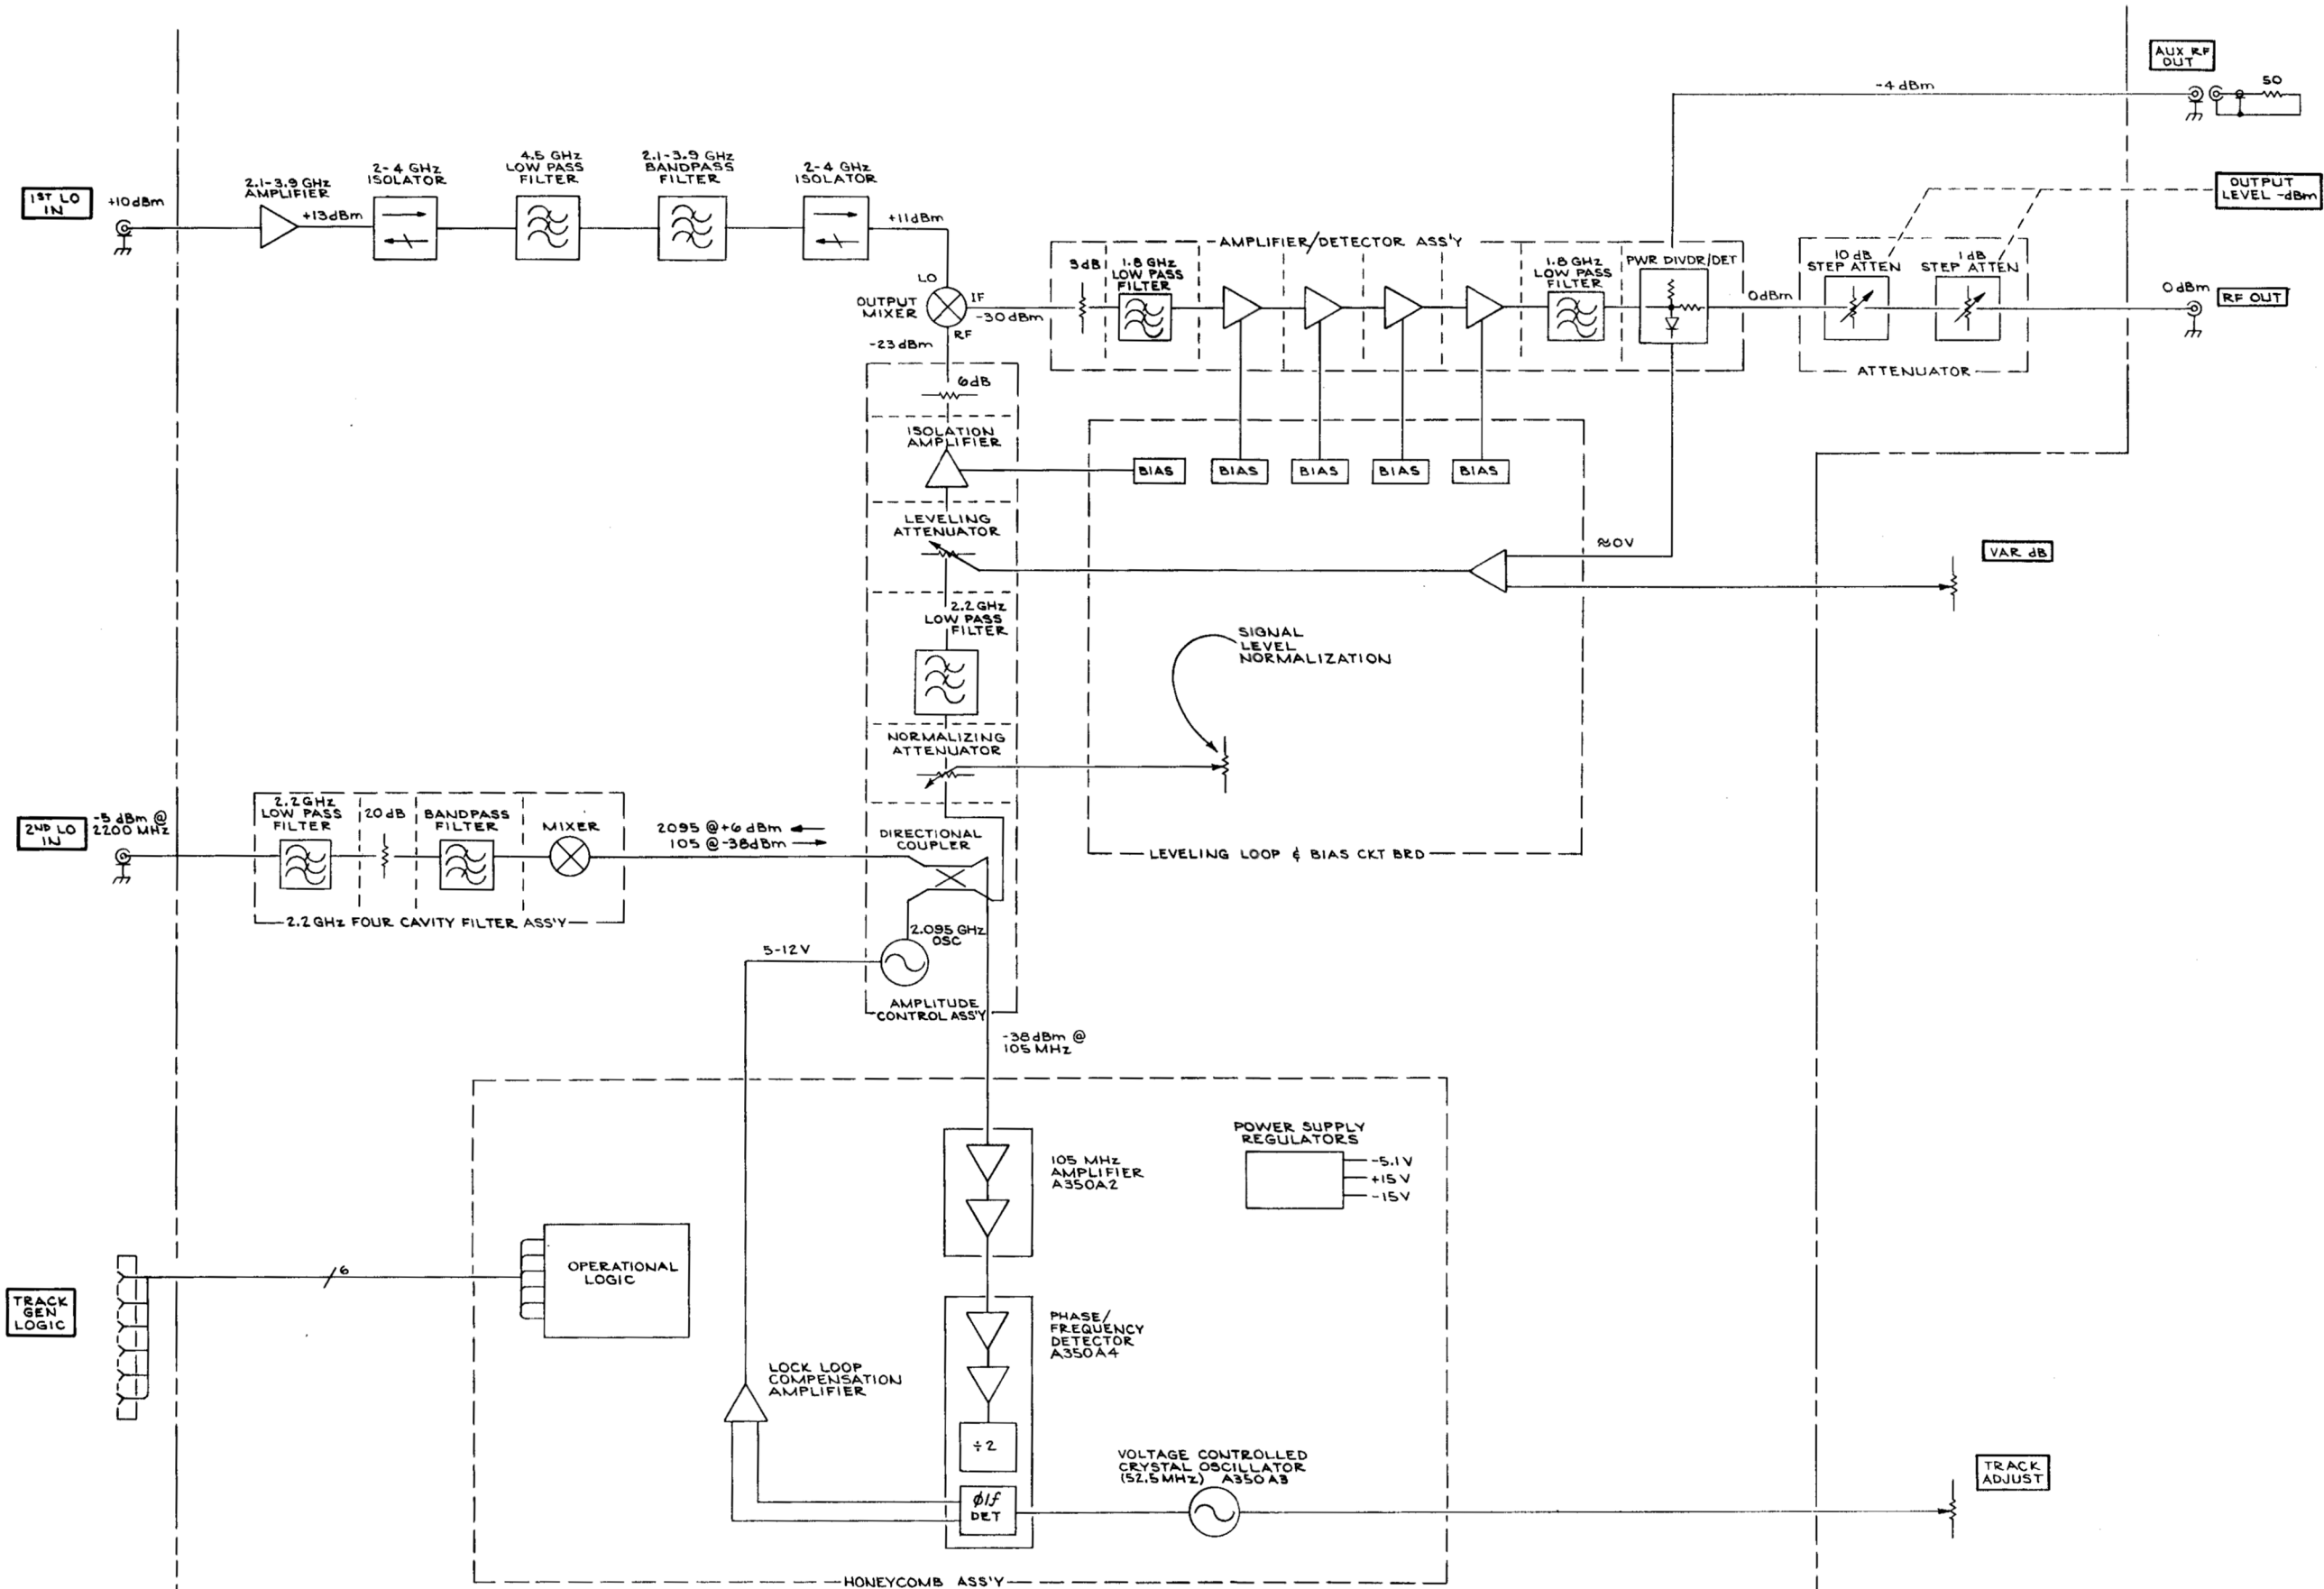 AUX RF
OUT
50
-4 dBm
1ST LO
IN
+10dBm
2.1-3.9 GHz
AMPLIFIER
+13dBm
2-4 GHz
ISOLATOR
4.5 GHz
LOW PASS
FILTER
2.1-3.9 GHz
BANDPASS
FILTER
2-4 GHz
ISOLATOR
+11dBm
OUTPUT
LEVEL -dBm
AMPLIFIER/DETECTOR ASS'Y
3dB
1.8 GHz
LOW PASS
FILTER
1.8 GHz
LOW PASS
FILTER
PWR DIVDR/DET
0dBm
10 dB
STEP ATTEN
1 dB
STEP ATTEN
ATTENUATOR
0dBm
RF OUT
LO
OUTPUT
MIXER
IF
-30dBm
RF
-23dBm
6dB
ISOLATION
AMPLIFIER
BIAS
BIAS
BIAS
BIAS
BIAS
LEVELING
ATTENUATOR
≈0V
VAR dB
2.2 GHz
LOW PASS
FILTER
SIGNAL
LEVEL
NORMALIZATION
NORMALIZING
ATTENUATOR
2ND LO
IN
-5 dBm @
2200 MHz
2.2 GHz
LOW PASS
FILTER
20 dB
BANDPASS
FILTER
MIXER
2.2 GHz FOUR CAVITY FILTER ASS'Y
2095 @ +6 dBm
105 @ -38dBm
DIRECTIONAL
COUPLER
LEVELING LOOP & BIAS CKT BRD
2.095 GHz
OSC
5-12V
AMPLITUDE
CONTROL ASS'Y
-38dBm @
105 MHz
105 MHz
AMPLIFIER
A350A2
POWER SUPPLY
REGULATORS
-5.1V
+15V
-15V
TRACK
GEN
LOGIC
6
OPERATIONAL
LOGIC
PHASE/
FREQUENCY
DETECTOR
A350A4
LOCK LOOP
COMPENSATION
AMPLIFIER
÷2
ϕ/f
DET
VOLTAGE CONTROLLED
CRYSTAL OSCILLATOR
(52.5MHz) A350A3
TRACK
ADJUST
HONEYCOMB ASS'Y